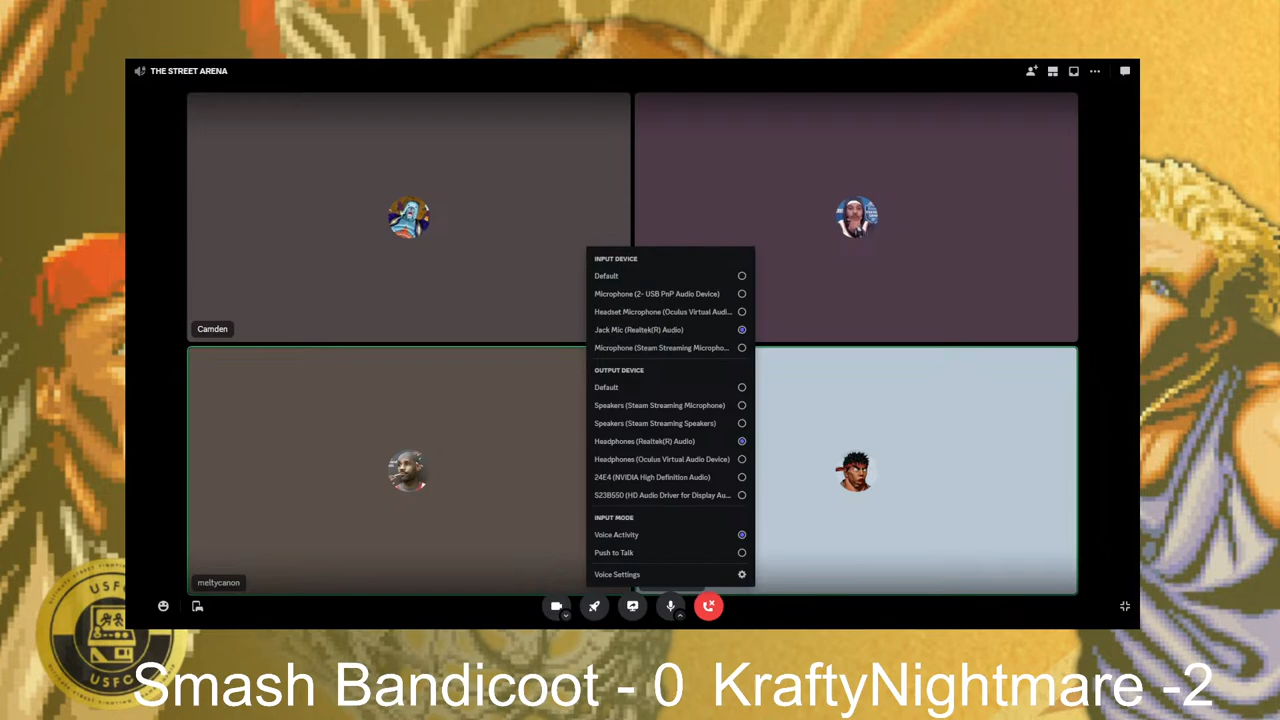 THE STREET ARENA
INPUT DEVICE
Default
Microphone (2- USB PnP Audio Device)
Headset Microphone (Oculus Virtual Audi...
Jack Mic (Realtek(R) Audio)
Microphone (Steam Streaming Micropho...
Camden
OUTPUT DEVICE
Default
Speakers (Steam Streaming Microphone)
Speakers (Steam Streaming Speakers)
Headphones (Realtek(R) Audio)
Headphones (Oculus Virtual Audio Device)
24E4 (NVIDIA High Definition Audio)
S23B550 (HD Audio Driver for Display Au...
INPUT MODE
Voice Activity
Push to Talk
Voice Settings
meltycanon
USFC
USFC
Smash Bandicoot - 0 KraftyNightmare -2